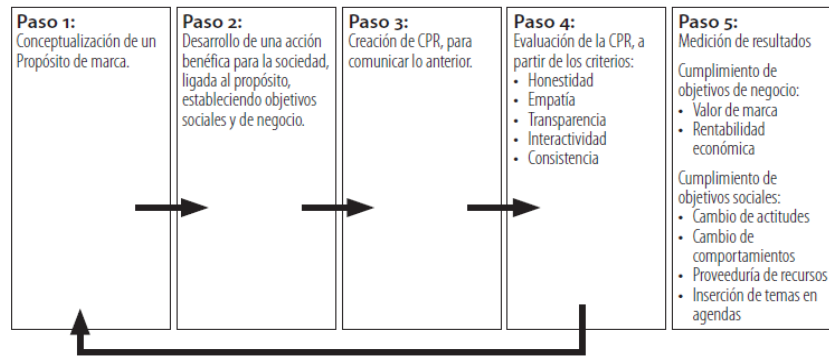 Paso 1:
Conceptualización de un
Propósito de marca.
Paso 2:
Desarrollo de una acción
benéfica para la sociedad,
ligada al propósito,
estableciendo objetivos
sociales y de negocio.
Paso 3:
Creación de CPR, para
comunicar lo anterior.
Paso 4:
Evaluación de la CPR, a
partir de los criterios:
• Honestidad
• Empatía
• Transparencia
• Interactividad
• Consistencia
Paso 5:
Medición de resultados
Cumplimiento de
objetivos de negocio:
• Valor de marca
• Rentabilidad
económica
Cumplimiento de
objetivos sociales:
• Cambio de actitudes
• Cambio de
comportamientos
• Proveeduría de recursos
• Inserción de temas en
agendas